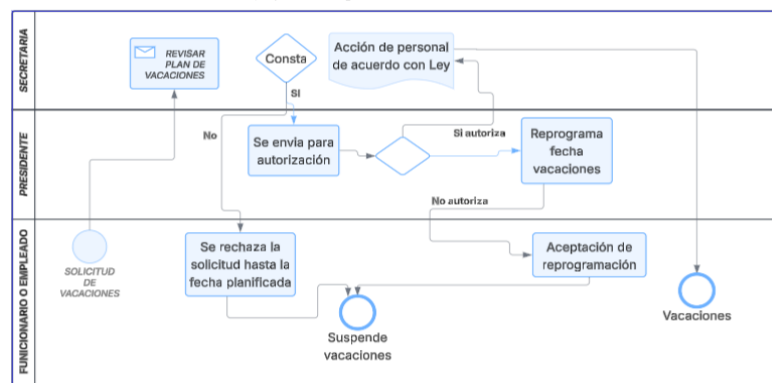 SECRETARIA
REVISAR
PLAN DE
VACACIONES
Consta
Acción de personal
de acuerdo con Ley
SI
No
PRESIDENTE
Se envia para
autorización
Si autoriza
Reprograma
fecha
vacaciones
No autoriza
FUNICIONARIO O EMPLEADO
SOLICITUD
DE
VACACIONES
Se rechaza la
solicitud hasta la
fecha planificada
Aceptación de
reprogramación
Suspende
vacaciones
Vacaciones